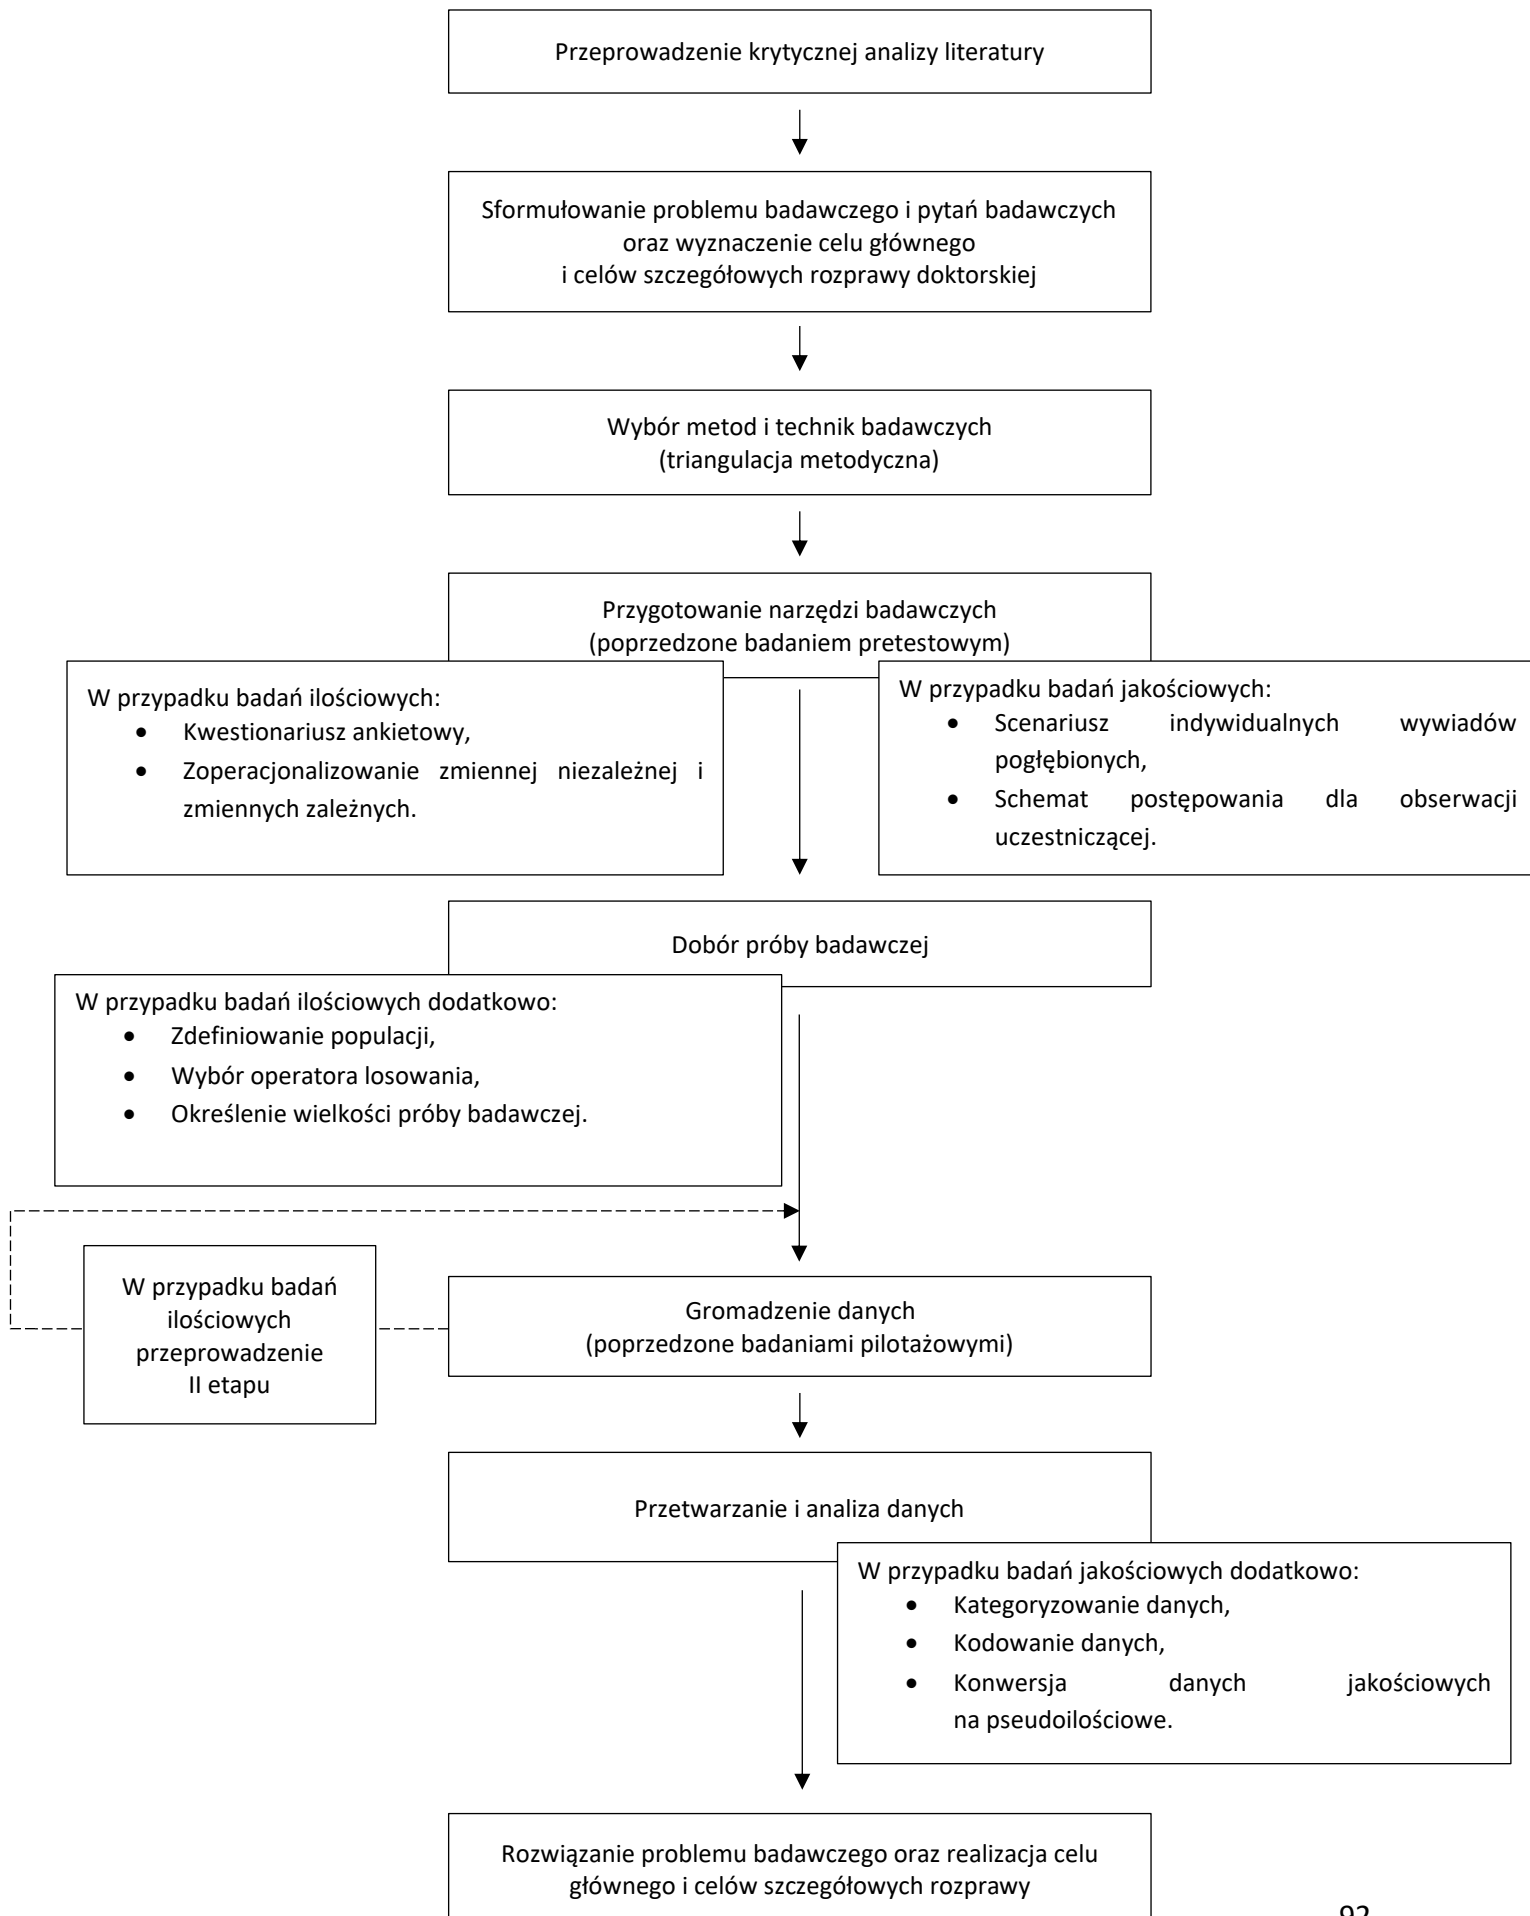 Przeprowadzenie krytycznej analizy literatury
Sformułowanie problemu badawczego i pytań badawczych
oraz wyznaczenie celu głównego
i celów szczegółowych rozprawy doktorskiej
Wybór metod i technik badawczych
(triangulacja metodyczna)
Przygotowanie narzędzi badawczych
(poprzedzone badaniem pretestowym)
W przypadku badań ilościowych:
• Kwestionariusz ankietowy,
• Zoperacjonalizowanie zmiennej niezależnej i
zmiennych zależnych.
W przypadku badań jakościowych:
• Scenariusz indywidualnych wywiadów
pogłębionych,
• Schemat postępowania dla obserwacji
uczestniczącej.
Dobór próby badawczej
W przypadku badań ilościowych dodatkowo:
• Zdefiniowanie populacji,
• Wybór operatora losowania,
• Określenie wielkości próby badawczej.
W przypadku badań
ilościowych
przeprowadzenie
II etapu
Gromadzenie danych
(poprzedzone badaniami pilotażowymi)
Przetwarzanie i analiza danych
W przypadku badań jakościowych dodatkowo:
• Kategoryzowanie danych,
• Kodowanie danych,
• Konwersja danych jakościowych
na pseudoilościowe.
Rozwiązanie problemu badawczego oraz realizacja celu
głównego i celów szczegółowych rozprawy
92